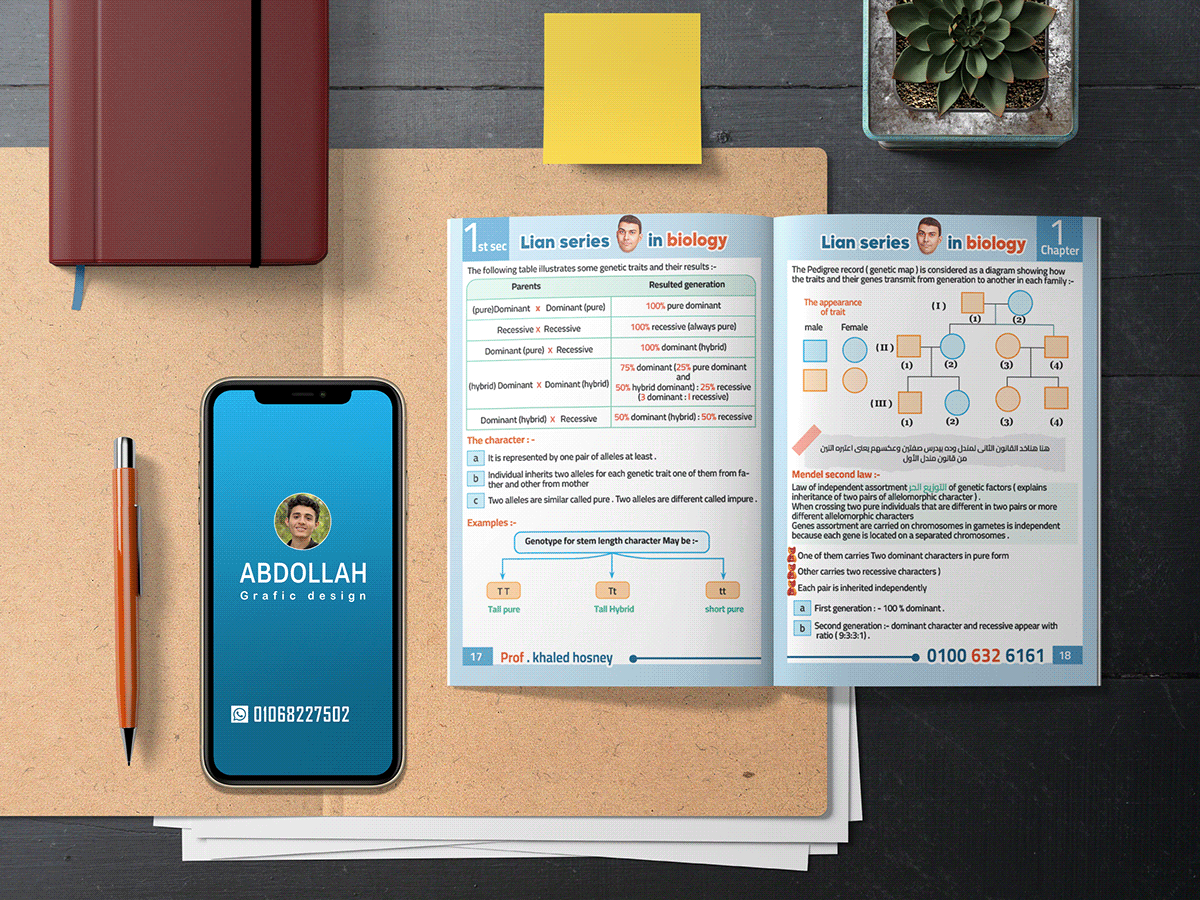 ABDOLLAH
Grafic design
01068227502
1st sec
Lian series in biology
The following table illustrates some genetic traits and their results :-
Parents Resulted generation
(pure)Dominant x Dominant (pure) 100% pure dominant
Recessive x Recessive 100% recessive (always pure)
Dominant (pure) x Recessive 100% dominant (hybrid)
(hybrid) Dominant x Dominant (hybrid) 75% dominant (25% pure dominant
and
50% hybrid dominant) : 25% recessive
(3 dominant : 1 recessive)
Dominant (hybrid) x Recessive 50% dominant (hybrid) : 50% recessive
The character : -
a It is represented by one pair of alleles at least .
b Individual inherits two alleles for each genetic trait one of them from fa-
ther and other from mother
c Two alleles are similar called pure . Two alleles are different called impure .
Examples :-
Genotype for stem length character May be :-
T T Tt tt
Tall pure Tall Hybrid short pure
17 Prof . khaled hosney
Lian series in biology
1
Chapter
The Pedigree record ( genetic map ) is considered as a diagram showing how
the traits and their genes transmit from generation to another in each family :-
The appearance
of trait
male Female
(I)
(1) (2)
(II)
(1) (2) (3) (4)
(III)
(1) (2) (3) (4)
هنا هناخد القانون الثانى لمندل وده بيدرس صفتين وعكسهم يعنى اعتبره اتنين
من قانون مندل الأول
Mendel second law :-
Law of independent assortment التوزيع الحر of genetic factors ( explains
inheritance of two pairs of allelomorphic character ) .
When crossing two pure individuals that are different in two pairs or more
different allelomorphic characters
Genes assortment are carried on chromosomes in gametes is independent
because each gene is located on a separated chromosomes .
One of them carries Two dominant characters in pure form
Other carries two recessive characters )
Each pair is inherited independently
a First generation : - 100 % dominant .
b Second generation :- dominant character and recessive appear with
ratio ( 9:3:3:1) .
0100 632 6161 18